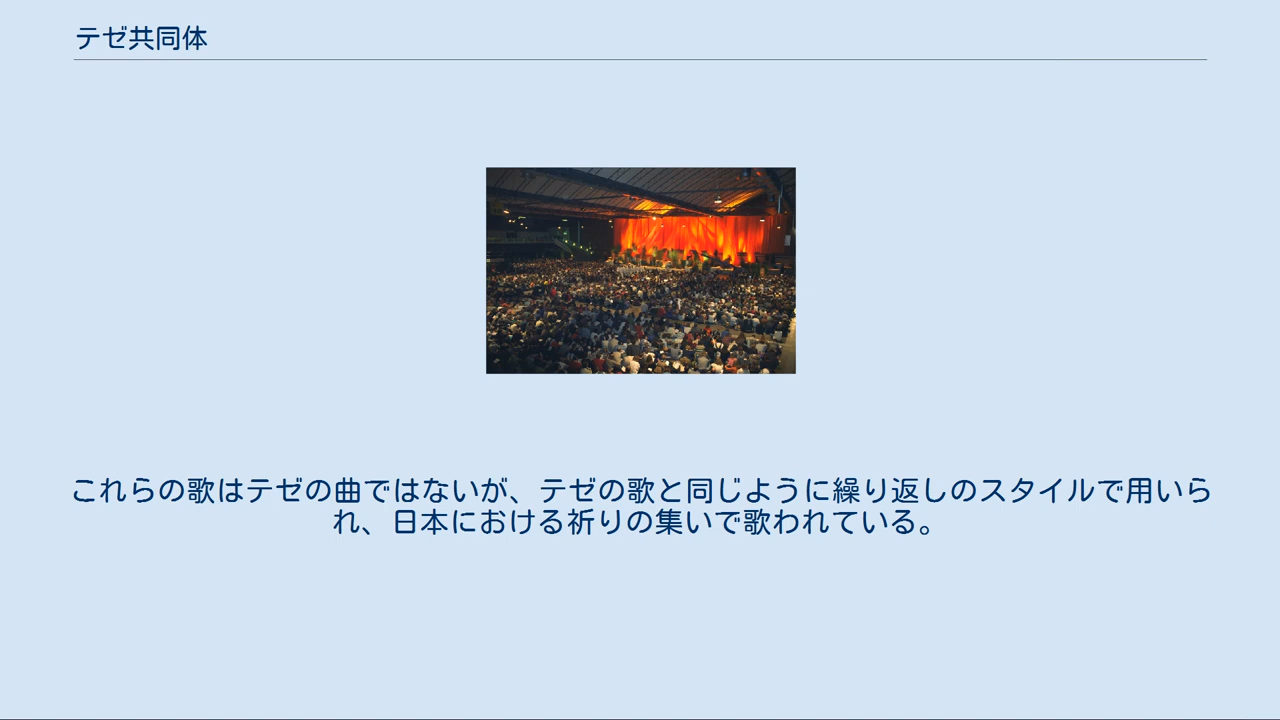 テゼ共同体
これらの歌はテゼの曲ではないが、テゼの歌と同じように繰り返しのスタイルで用いら
れ、日本における祈りの集いで歌われている。